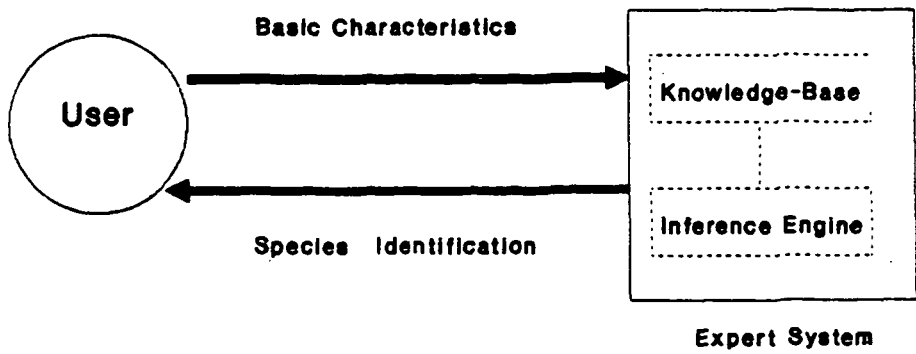 Basic Characteristics
User
Knowledge-Base
Inference Engine
Species Identification
Expert System